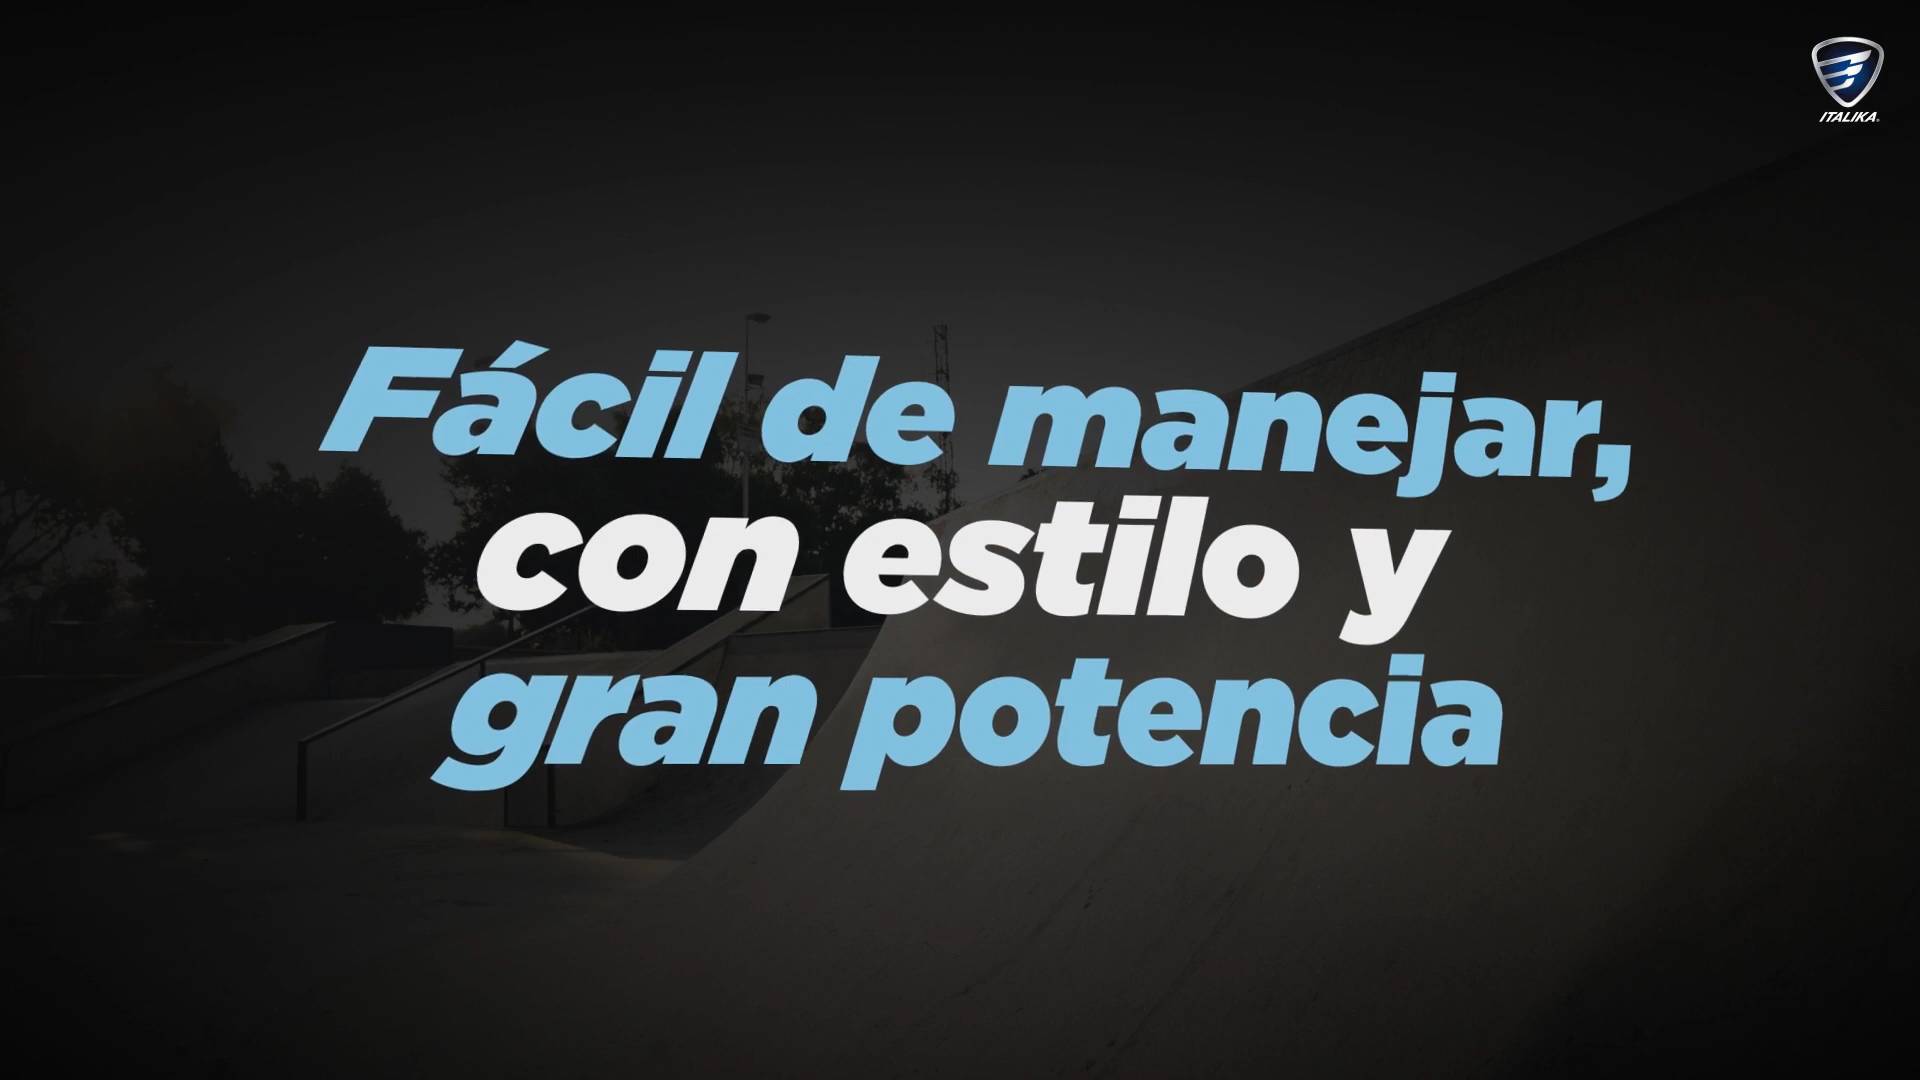 ITALIKA
Fácil de manejar,
con estilo y
gran potencia